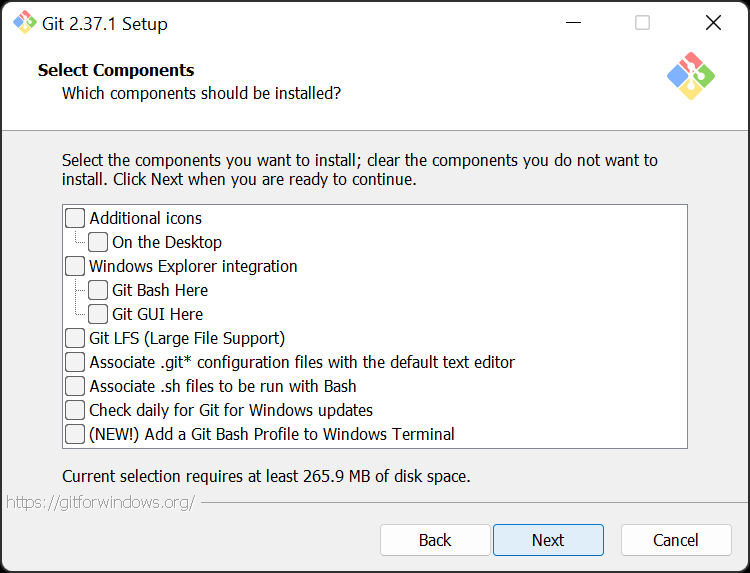 Git 2.37.1 Setup
Select Components
Which components should be installed?
Select the components you want to install; clear the components you do not want to
install. Click Next when you are ready to continue.
Additional icons
On the Desktop
Windows Explorer integration
Git Bash Here
Git GUI Here
Git LFS (Large File Support)
Associate .git* configuration files with the default text editor
Associate .sh files to be run with Bash
Check daily for Git for Windows updates
(NEW!) Add a Git Bash Profile to Windows Terminal
Current selection requires at least 265.9 MB of disk space.
https://gitforwindows.org/
Back Next Cancel